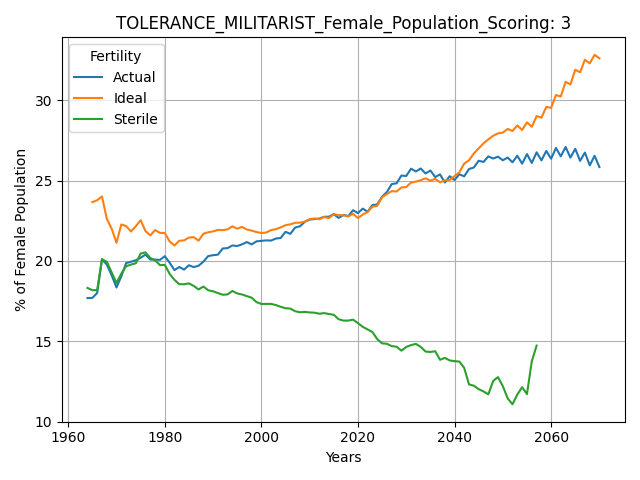 TOLERANCE_MILITARIST_Female_Population_Scoring: 3
Fertility
Actual
Ideal
Sterile
% of Female Population
30
25
20
15
10
1960
1980
2000
2020
2040
2060
Years